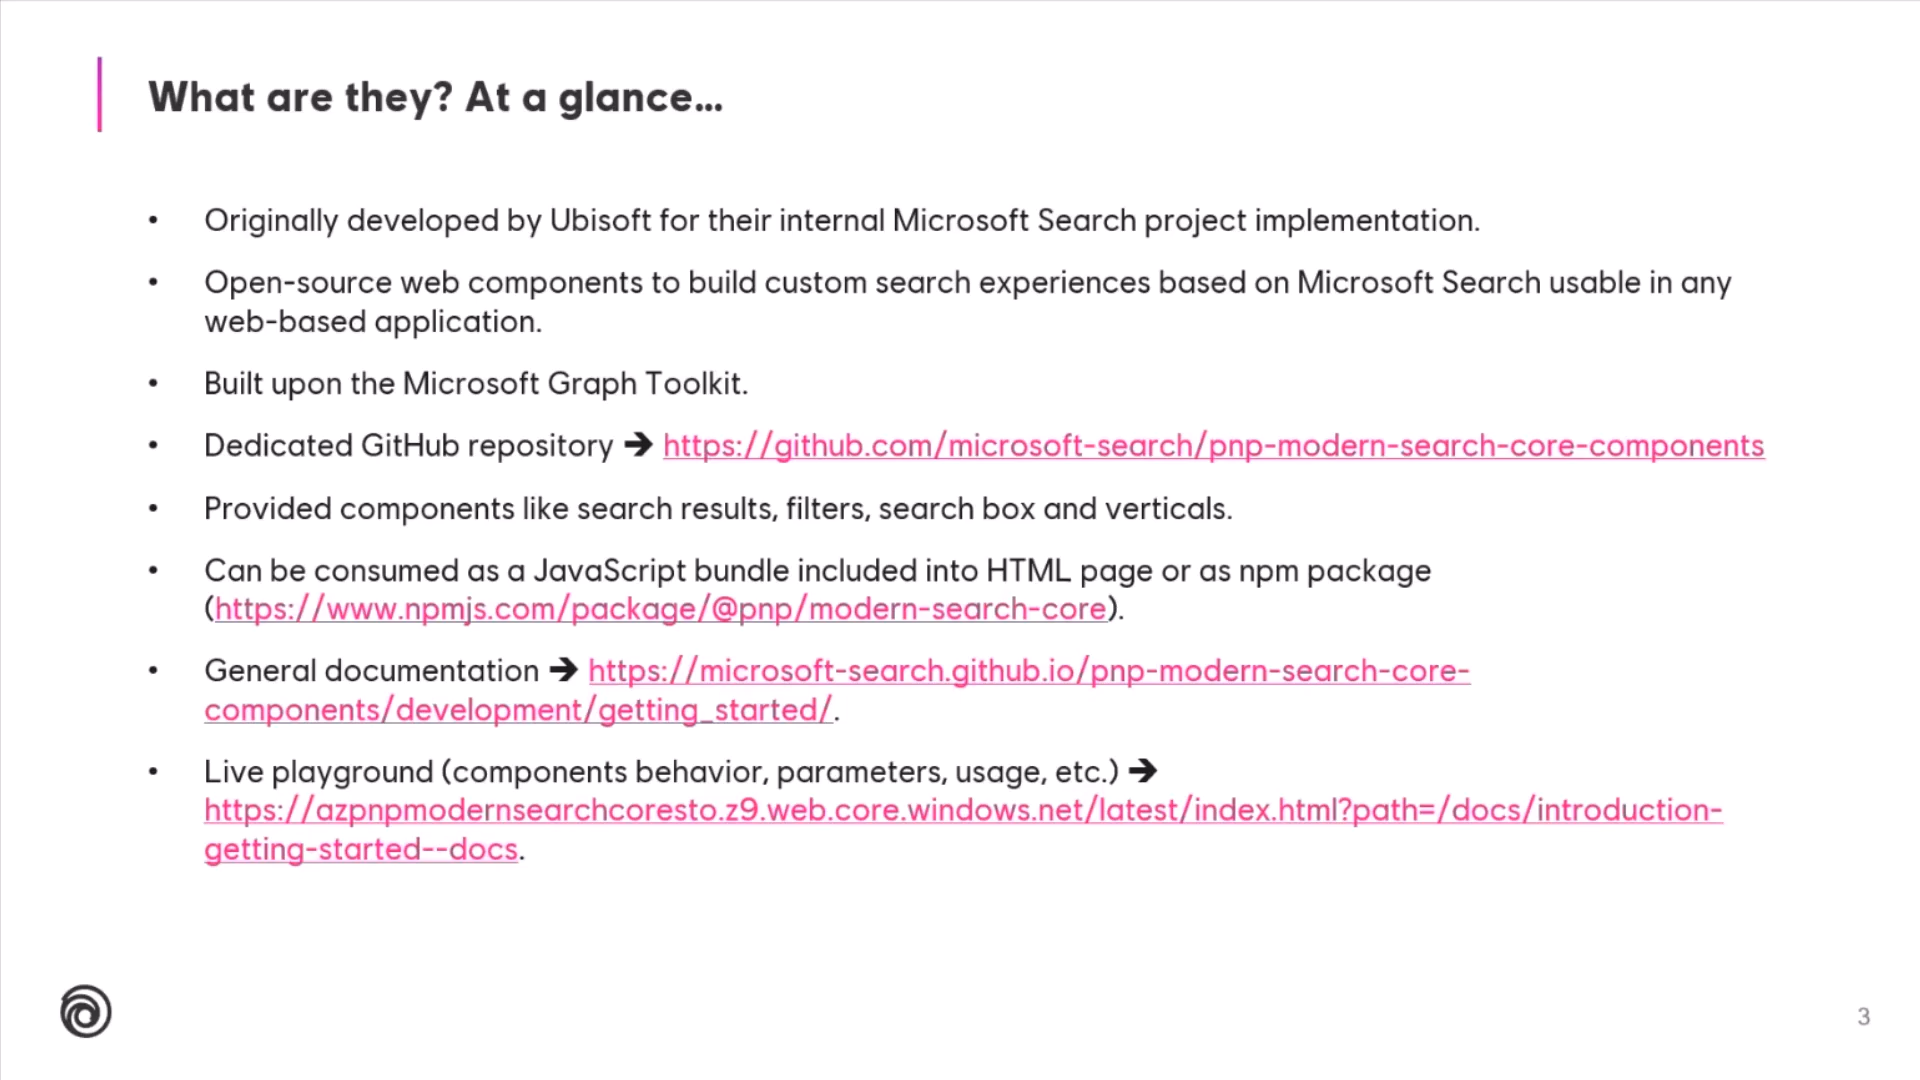 What are they? At a glance...
• Originally developed by Ubisoft for their internal Microsoft Search project implementation.
• Open-source web components to build custom search experiences based on Microsoft Search usable in any
web-based application.
• Built upon the Microsoft Graph Toolkit.
• Dedicated GitHub repository ➔ https://github.com/microsoft-search/pnp-modern-search-core-components
• Provided components like search results, filters, search box and verticals.
• Can be consumed as a JavaScript bundle included into HTML page or as npm package
(https://www.npmjs.com/package/@pnp/modern-search-core).
• General documentation ➔ https://microsoft-search.github.io/pnp-modern-search-core-
components/development/getting_started/.
• Live playground (components behavior, parameters, usage, etc.) ➔
https://azpnpmodernsearchcoresto.z9.web.core.windows.net/latest/index.html?path=/docs/introduction-
getting-started--docs.
3